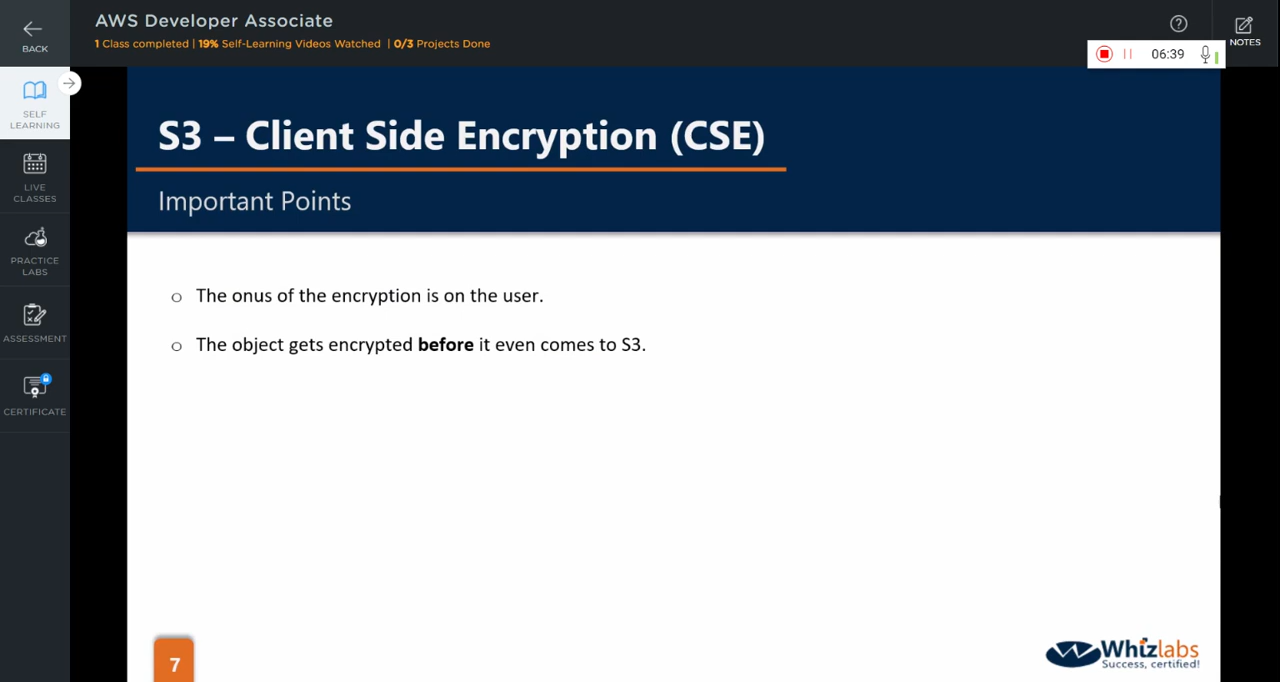 AWS Developer Associate
1 Class completed | 19% Self-Learning Videos Watched | 0/3 Projects Done
BACK
NOTES
06:39
SELF
LEARNING
LIVE
CLASSES
PRACTICE
LABS
ASSESSMENT
CERTIFICATE
S3 – Client Side Encryption (CSE)
Important Points
o The onus of the encryption is on the user.
o The object gets encrypted before it even comes to S3.
7
Whizlabs
Success, certified!